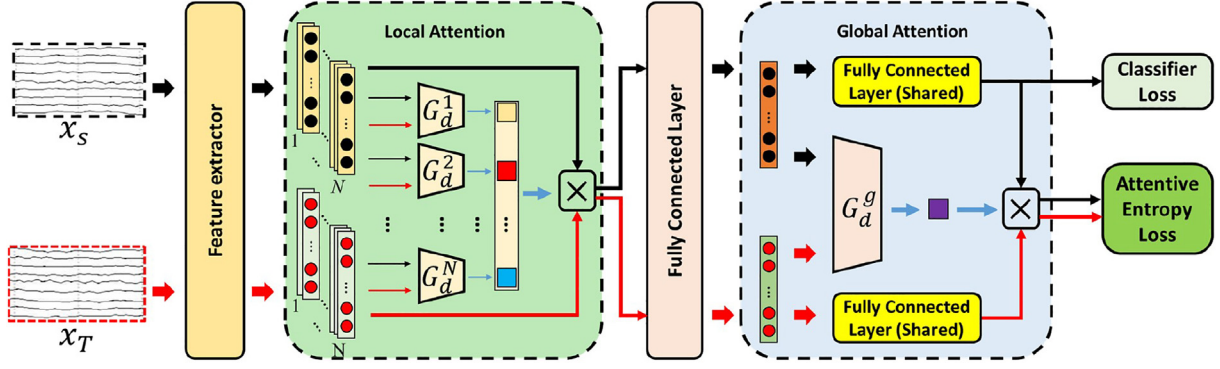 x_S
x_T
Feature extractor
Local Attention
1
N
1
N
G_d^1
G_d^2
G_d^N
Fully Connected Layer
Global Attention
Fully Connected
Layer (Shared)
G_d^g
Fully Connected
Layer (Shared)
Classifier
Loss
Attentive
Entropy
Loss